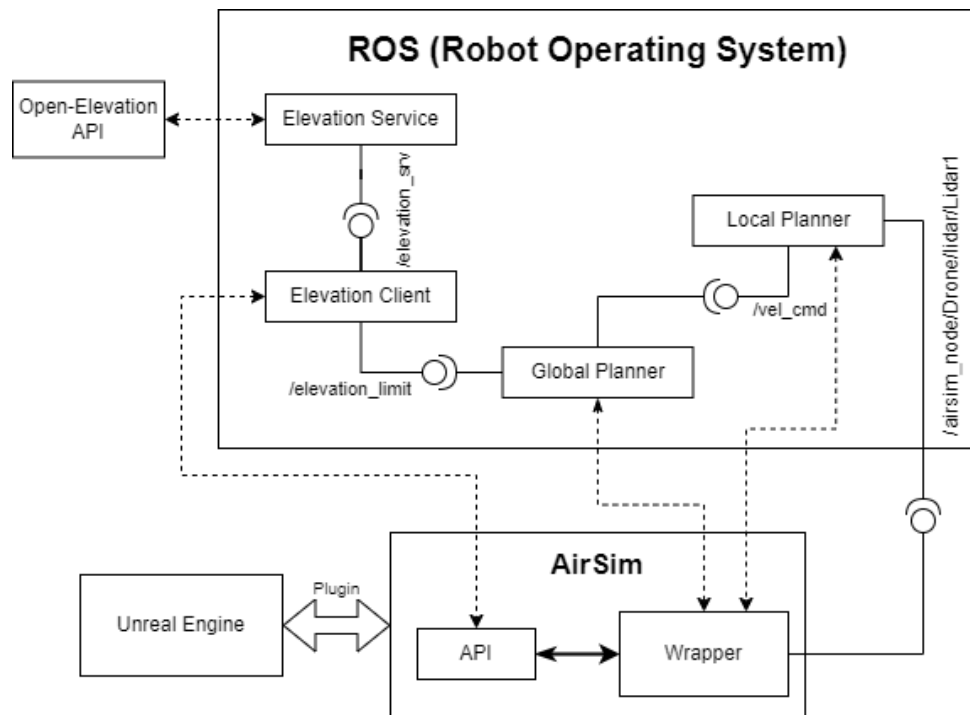 ROS (Robot Operating System)
Open-Elevation
API
Elevation Service
/elevation_srv
Local Planner
/airsim_node/Drone/lidar/Lidar1
Elevation Client
/vel_cmd
/elevation_limit
Global Planner
AirSim
Plugin
Unreal Engine
API
Wrapper